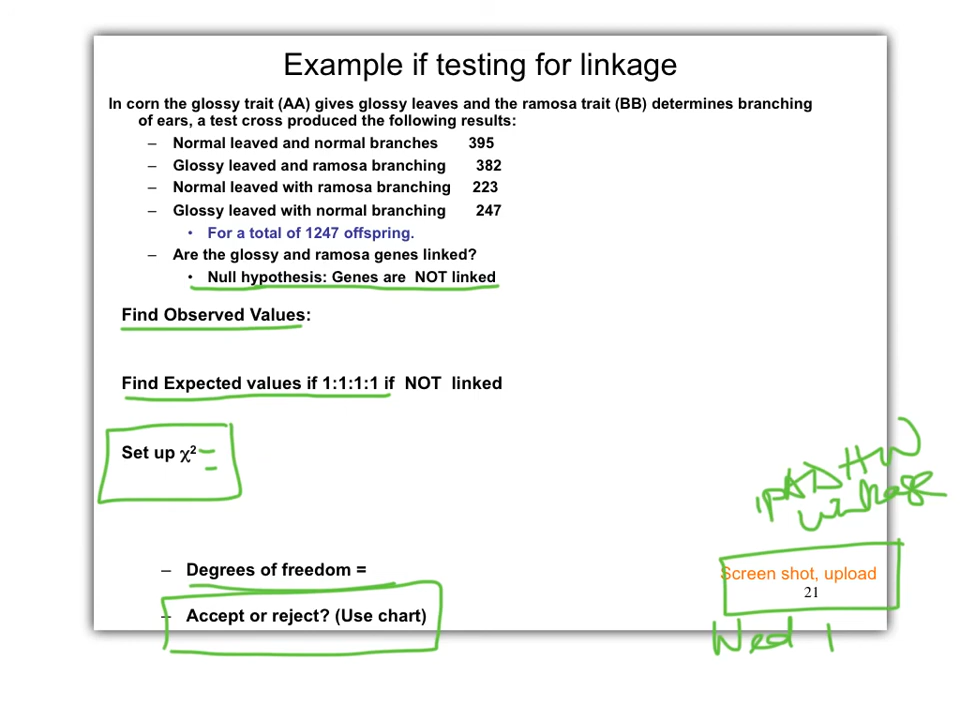 Example if testing for linkage
In corn the glossy trait (AA) gives glossy leaves and the ramosa trait (BB) determines branching
of ears, a test cross produced the following results:
– Normal leaved and normal branches 395
– Glossy leaved and ramosa branching 382
– Normal leaved with ramosa branching 223
– Glossy leaved with normal branching 247
• For a total of 1247 offspring.
– Are the glossy and ramosa genes linked?
• Null hypothesis: Genes are NOT linked
Find Observed Values:
Find Expected values if 1:1:1:1 if NOT linked
Set up χ² =
ipAD HW
Linkage
– Degrees of freedom =
Screen shot, upload
21
– Accept or reject? (Use chart)
Wed 1